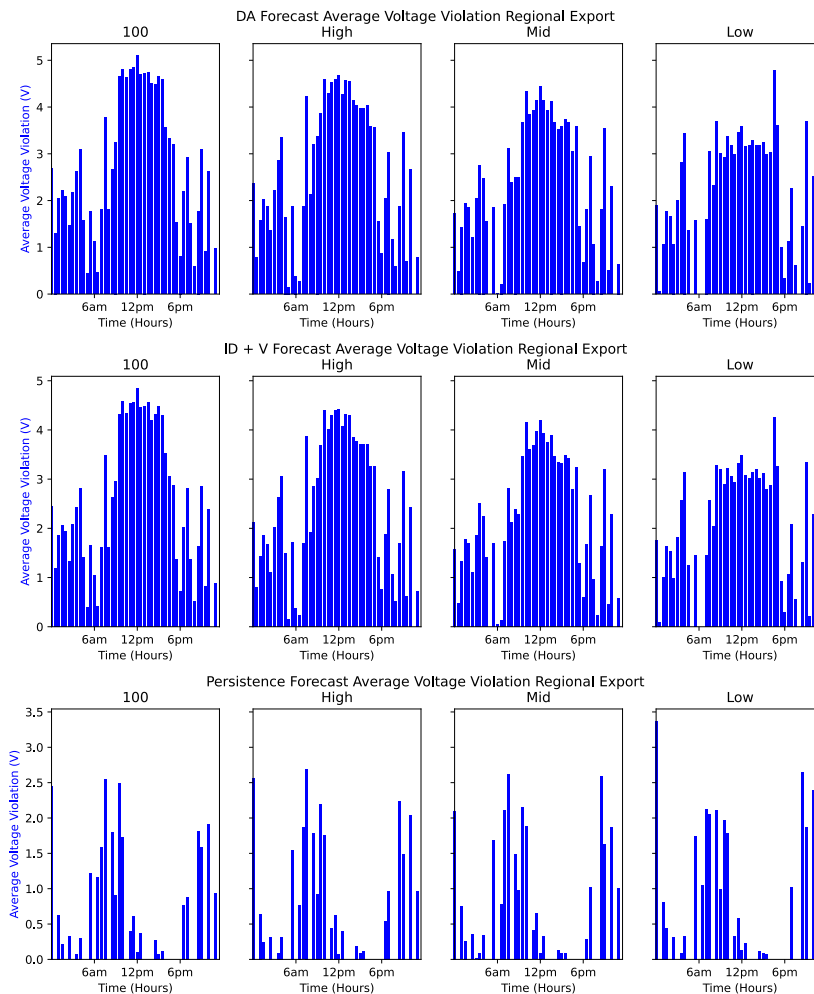 DA Forecast Average Voltage Violation Regional Export
100 High Mid Low
Average Voltage Violation (V)
5
4
3
2
1
0
6am 12pm 6pm 6am 12pm 6pm 6am 12pm 6pm 6am 12pm 6pm
Time (Hours) Time (Hours) Time (Hours) Time (Hours)
ID + V Forecast Average Voltage Violation Regional Export
100 High Mid Low
Average Voltage Violation (V)
5
4
3
2
1
0
6am 12pm 6pm 6am 12pm 6pm 6am 12pm 6pm 6am 12pm 6pm
Time (Hours) Time (Hours) Time (Hours) Time (Hours)
Persistence Forecast Average Voltage Violation Regional Export
100 High Mid Low
Average Voltage Violation (V)
3.5
3.0
2.5
2.0
1.5
1.0
0.5
0.0
6am 12pm 6pm 6am 12pm 6pm 6am 12pm 6pm 6am 12pm 6pm
Time (Hours) Time (Hours) Time (Hours) Time (Hours)